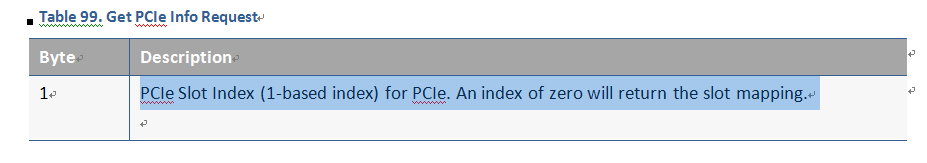 Table 99. Get PCIe Info Request
Byte Description
1 PCIe Slot Index (1-based index) for PCIe. An index of zero will return the slot mapping.